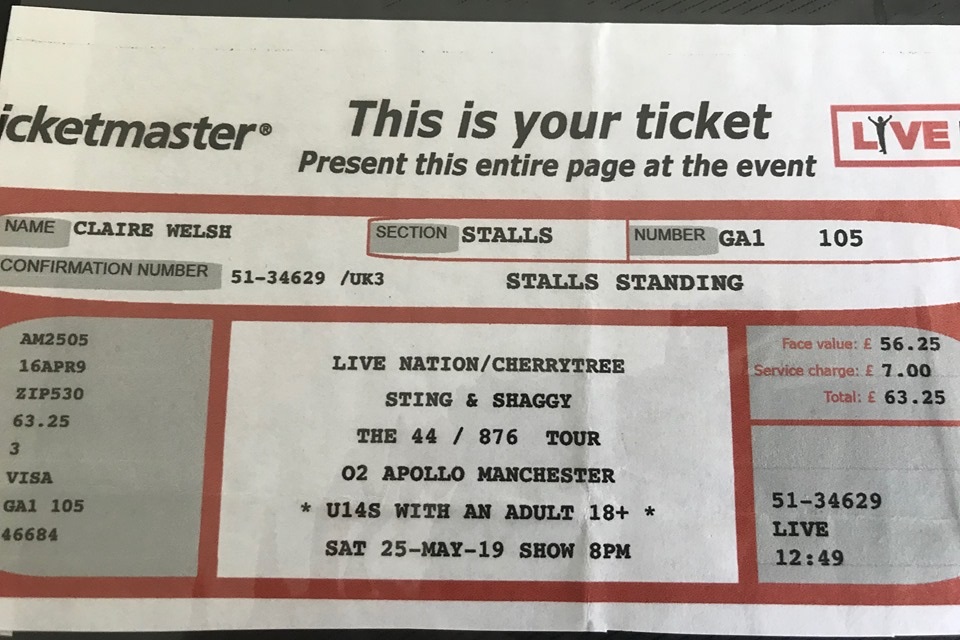 icketmaster®
This is your ticket
LIVE
Present this entire page at the event
NAME CLAIRE WELSH
SECTION STALLS
NUMBER GA1 105
CONFIRMATION NUMBER 51-34629 /UK3
STALLS STANDING
AM2505
16APR9
ZIP530
63.25
3
VISA
GA1 105
46684
LIVE NATION/CHERRYTREE
STING & SHAGGY
THE 44 / 876 TOUR
O2 APOLLO MANCHESTER
* U14S WITH AN ADULT 18+ *
SAT 25-MAY-19 SHOW 8PM
Face value: £ 56.25
Service charge: £ 7.00
Total: £ 63.25
51-34629
LIVE
12:49